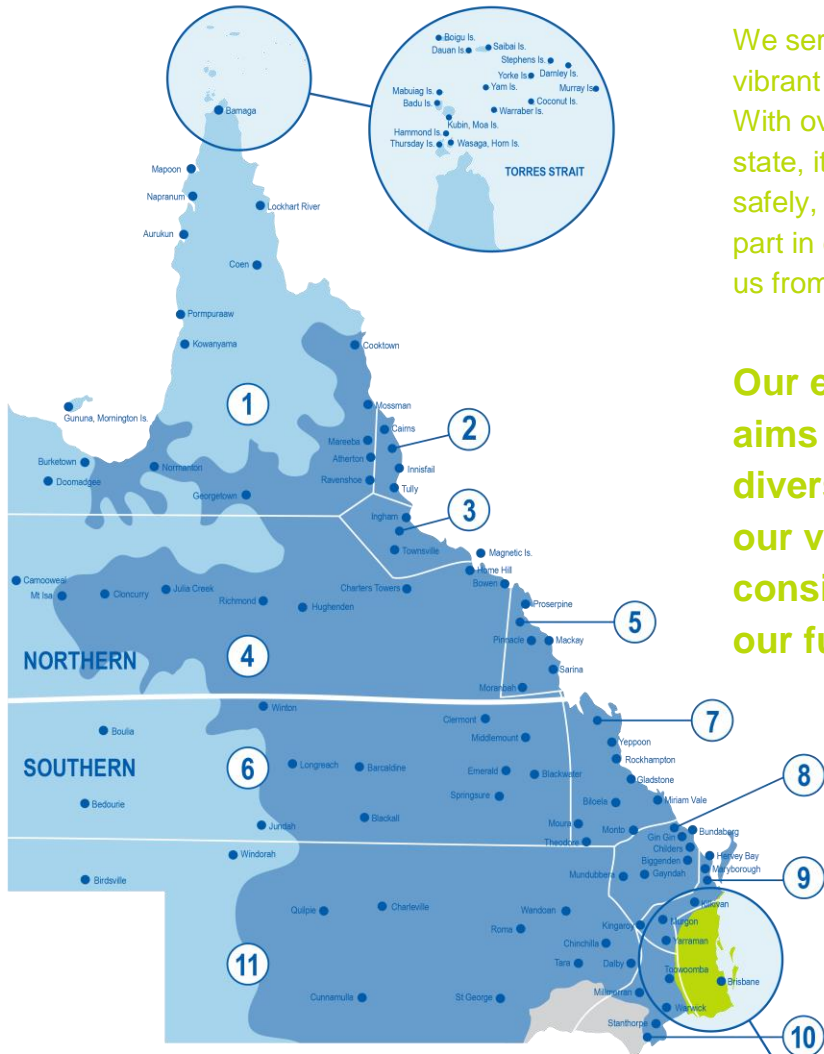 Boigu Is.
Dauan Is.
Saibai Is.
Stephens Is.
Darnley Is.
Yorke Is
Murray Is
Mabuiag Is.
Yam Is.
Badu Is.
Coconut Is.
Warraber Is.
Kubin, Moa Is.
Hammond Is.
Thursday Is.
Wasaga, Horn Is.
TORRES STRAIT
Bamaga
Mapoon
Napranum
Lockhart River
Aurukun
Coen
Pormpuraaw
Kowanyama
Cooktown
1
Gununa, Mornington Is.
Mossman
Cairns
2
Mareeba
Atherton
Innisfail
Burketown
Normanton
Doomadgee
Ravenshoe
Tully
Georgetown
Ingham
3
Townsville
Magnetic Is.
Home Hill
Camooweal
Mt Isa
Cloncurry
Julia Creek
Richmond
Hughenden
Charters Towers
Bowen
Proserpine
5
Pinnacle
Mackay
Sarina
NORTHERN
4
Moranbah
Winton
Clermont
7
Boulia
Middlemount
Yeppoon
Rockhampton
SOUTHERN
6
Longreach
Barcaldine
Emerald
Blackwater
Gladstone
8
Bedourie
Springsure
Biloela
Miriam Vale
Jundah
Blackall
Moura
Monto
Theodore
Gin Gin
Bundaberg
Childers
Windorah
Biggenden
Hervey Bay
Maryborough
Birdsville
Mundubbera
Gayndah
9
Kilkivan
Quilpie
Charleville
Wandoan
Murgon
Roma
Kingaroy
Yarraman
Chinchilla
11
Tara
Dalby
Toowoomba
Brisbane
Cunnamulla
St George
Millmerran
Warwick
Stanthorpe
10
We ser
vibrant
With ov
state, it
safely,
part in
us from
Our e
aims
divers
our v
consi
our fu